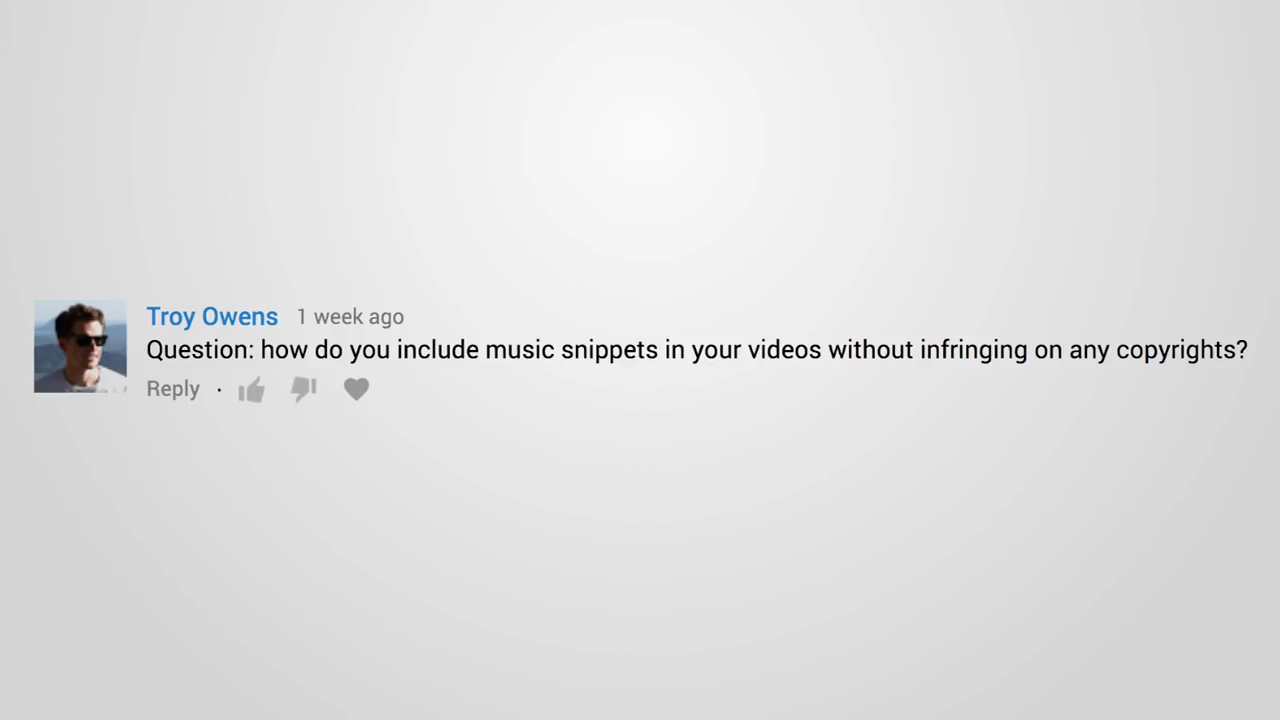 Troy Owens 1 week ago
Question: how do you include music snippets in your videos without infringing on any copyrights?
Reply ·